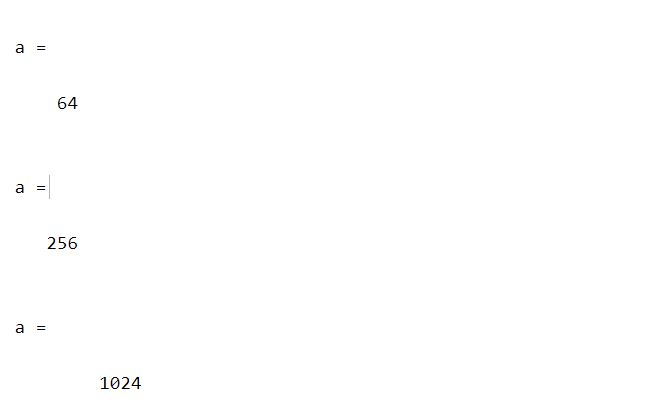 a =
64
a =
256
a =
1024